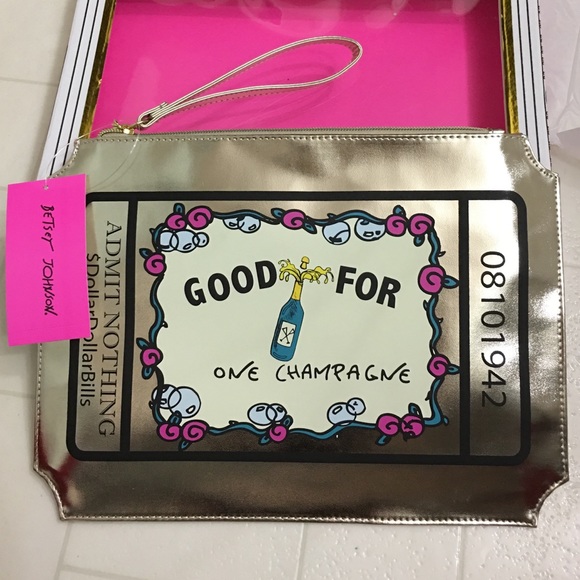 BETSEY JOHNSON.
ADMIT NOTHING
$DollarDollarBills
GOOD FOR
ONE CHAMPAGNE
08101942